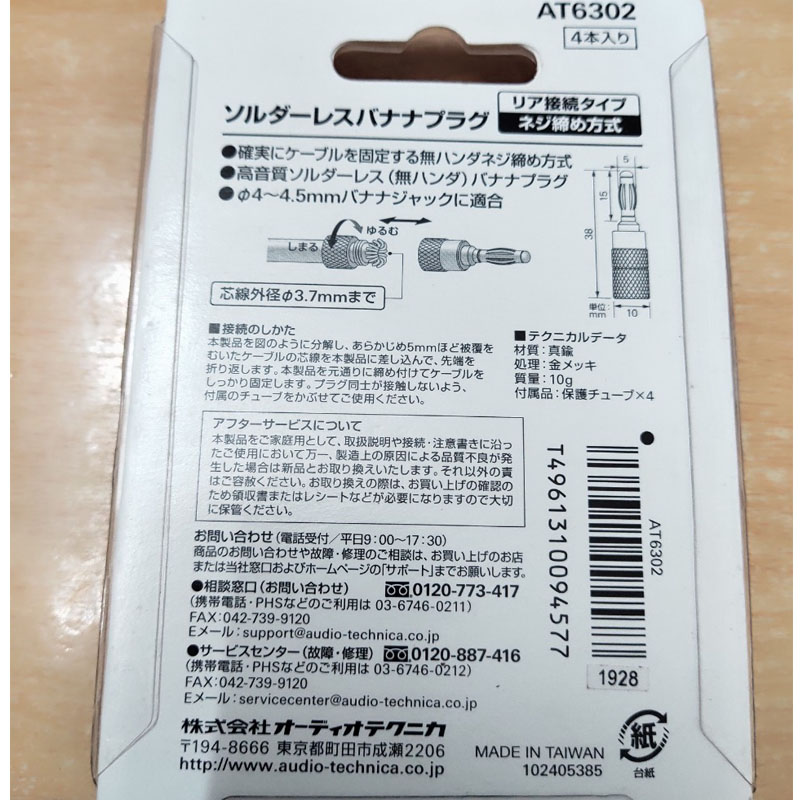 AT6302
4本入り
ソルダーレスバナナプラグ
リア接続タイプ
ネジ締め方式
●確実にケーブルを固定する無ハンダネジ締め方式
●高音質ソルダーレス(無ハンダ)バナナプラグ
●φ4〜4.5mmバナナジャックに適合
ゆるむ
しまる
芯線外径φ3.7mmまで
5
15
38
単位:
mm
10
■接続のしかた
本製品を図のように分解し、あらかじめ5mmほど被覆を
むいたケーブルの芯線を本製品に差し込んで、先端を
折り返します。本製品を元通りに締め付けてケーブルを
しっかり固定します。プラグ同士が接触しないよう、
付属のチューブをかぶせてご使用ください。
■テクニカルデータ
材質:真鍮
処理:金メッキ
質量:10g
付属品:保護チューブ×4
アフターサービスについて
本製品をご家庭用として、取扱説明や接続・注意書きに沿っ
たご使用において万一、製造上の原因による品質不良が発
生した場合は新品とお取り換えいたします。それ以外の責
はご容赦ください。お取り換えの際は、お買い上げの確認の
ため領収書またはレシートなどが必要になりますので大切
に保管ください。
お問い合わせ(電話受付/平日9:00〜17:30)
商品のお問い合わせや故障・修理のご相談は、お買い上げのお店
または当社窓口およびホームページの「サポート」までお願いします。
●相談窓口(お問い合わせ) 0120-773-417
(携帯電話・PHSなどのご利用は 03-6746-0211)
FAX:042-739-9120
Eメール:support@audio-technica.co.jp
●サービスセンター(故障・修理) 0120-887-416
(携帯電話・PHSなどのご利用は 03-6746-0212)
FAX:042-739-9120
Eメール:servicecenter@audio-technica.co.jp
株式会社オーディオテクニカ
〒194-8666 東京都町田市成瀬2206
http://www.audio-technica.co.jp
T4961310094577
AT6302
1928
紙
台紙
MADE IN TAIWAN
102405385